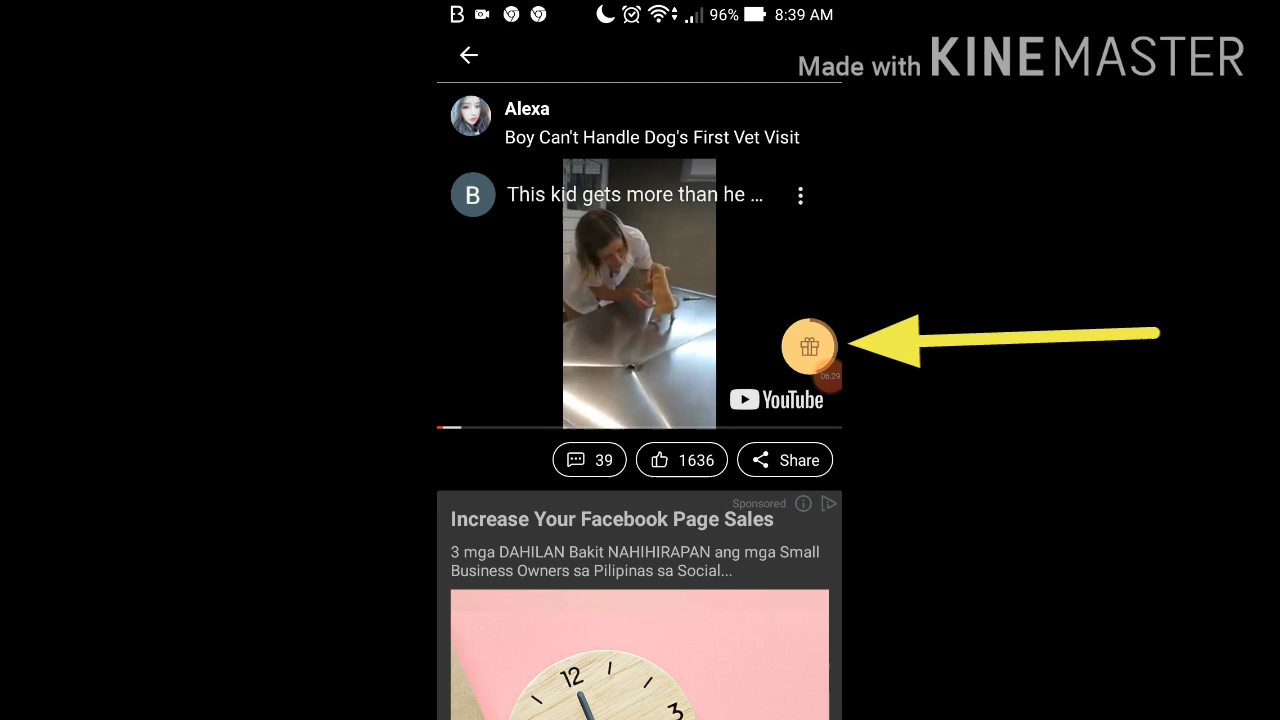 96% 8:39 AM
Made with KINEMASTER
Alexa
Boy Can't Handle Dog's First Vet Visit
B This kid gets more than he ...
06:29
YouTube
39 1636 Share
Sponsored
Increase Your Facebook Page Sales
3 mga DAHILAN Bakit NAHIHIRAPAN ang mga Small
Business Owners sa Pilipinas sa Social...
12
3